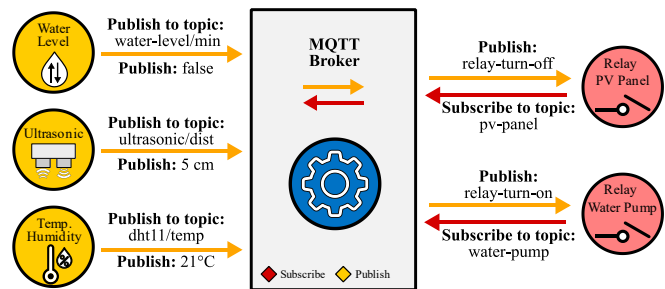 Water
Level
Publish to topic:
water-level/min
Publish: false
Ultrasonic
Publish to topic:
ultrasonic/dist
Publish: 5 cm
Temp.
Humidity
%
Publish to topic:
dht11/temp
Publish: 21°C
MQTT
Broker
Subscribe
Publish
Publish:
relay-turn-off
Subscribe to topic:
pv-panel
Relay
PV Panel
Publish:
relay-turn-on
Subscribe to topic:
water-pump
Relay
Water Pump